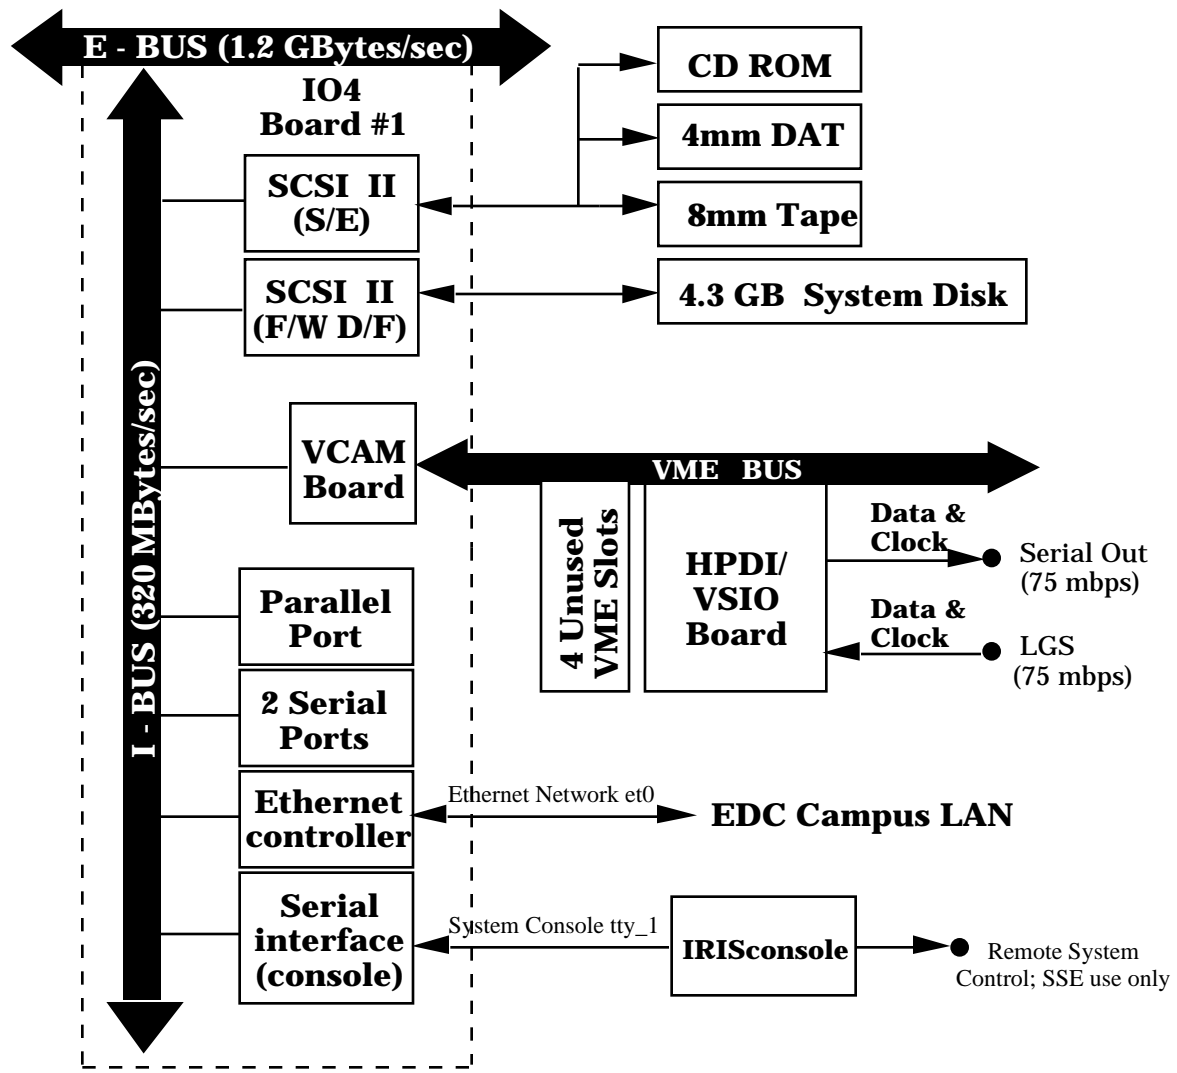 E - BUS (1.2 GBytes/sec)
IO4
Board #1
I - BUS (320 MBytes/sec)
SCSI II
(S/E)
CD ROM
4mm DAT
8mm Tape
SCSI II
(F/W D/F)
4.3 GB System Disk
VCAM
Board
VME BUS
4 Unused
VME Slots
HPDI/
VSIO
Board
Data &
Clock
Serial Out
(75 mbps)
Data &
Clock
LGS
(75 mbps)
Parallel
Port
2 Serial
Ports
Ethernet
controller
Ethernet Network et0
EDC Campus LAN
Serial
interface
(console)
System Console tty_1
IRISconsole
Remote System
Control; SSE use only